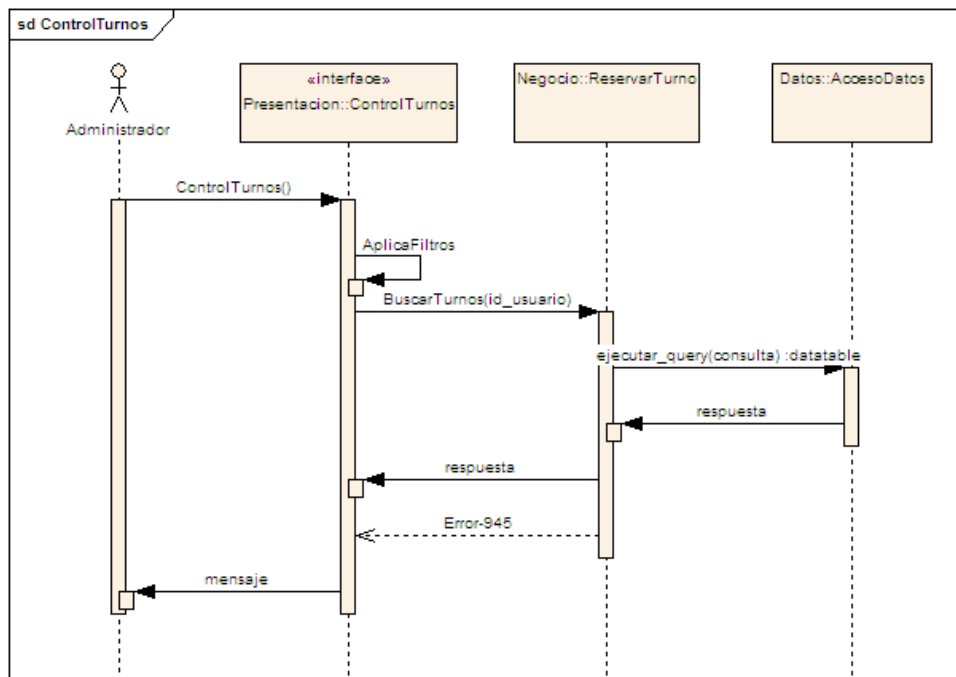 sd ControlTurnos
Administrador
«interface»
Presentacion::ControlTurnos
Negocio::ReservarTurno
Datos::AccesoDatos
ControlTurnos()
AplicaFiltros
BuscarTurnos(id_usuario)
ejecutar_query(consulta) :datatable
respuesta
respuesta
Error-945
mensaje